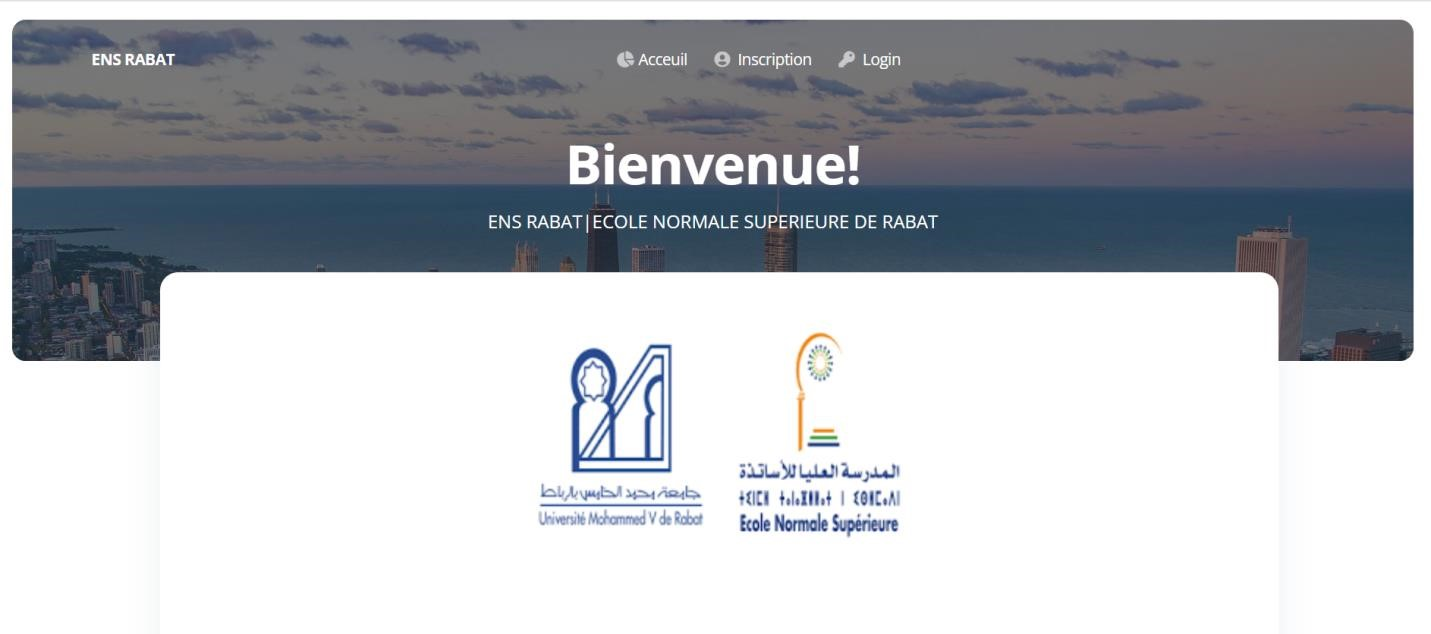 ENS RABAT
Acceuil Inscription Login
Bienvenue!
ENS RABAT|ECOLE NORMALE SUPERIEURE DE RABAT
جامعة محمد الخامس بالرباط
Université Mohammed V de Rabat
المدرسة العليا للأساتذة
Ecole Normale Supérieure